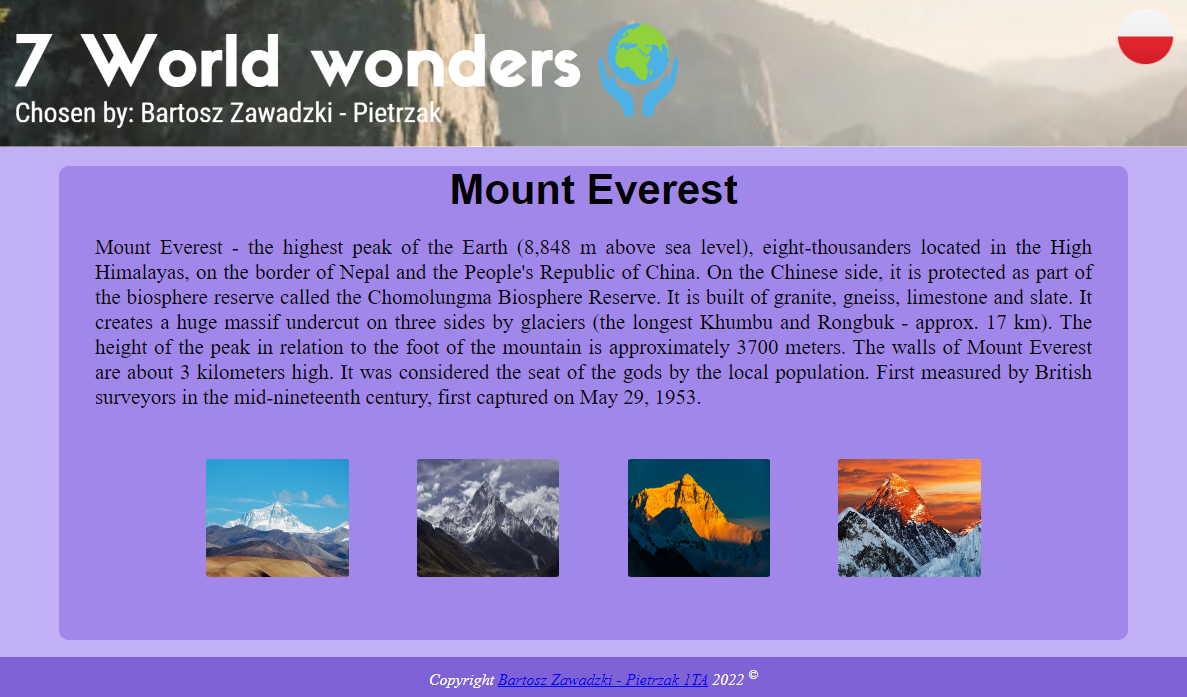 7 World wonders
Chosen by: Bartosz Zawadzki - Pietrzak
Mount Everest
Mount Everest - the highest peak of the Earth (8,848 m above sea level), eight-thousanders located in the High
Himalayas, on the border of Nepal and the People's Republic of China. On the Chinese side, it is protected as part of
the biosphere reserve called the Chomolungma Biosphere Reserve. It is built of granite, gneiss, limestone and slate. It
creates a huge massif undercut on three sides by glaciers (the longest Khumbu and Rongbuk - approx. 17 km). The
height of the peak in relation to the foot of the mountain is approximately 3700 meters. The walls of Mount Everest
are about 3 kilometers high. It was considered the seat of the gods by the local population. First measured by British
surveyors in the mid-nineteenth century, first captured on May 29, 1953.
Copyright Bartosz Zawadzki - Pietrzak 1TA 2022 ©